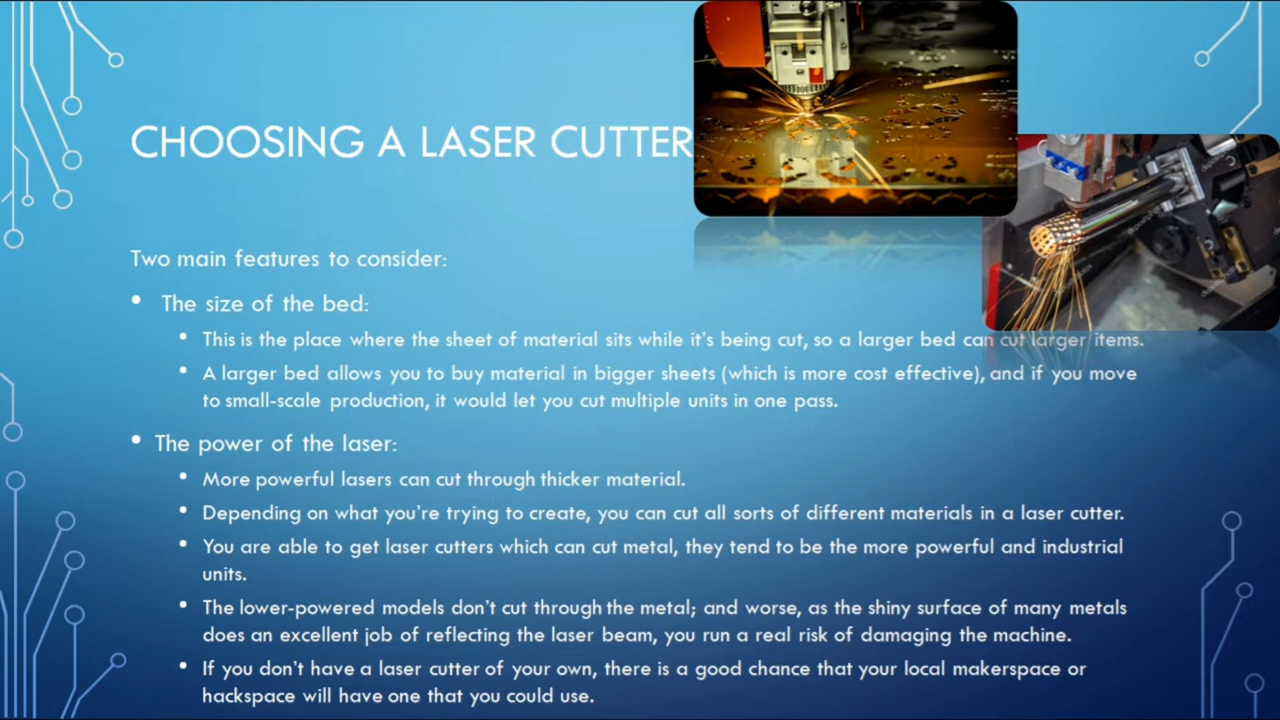 CHOOSING A LASER CUTTER
Two main features to consider:
• The size of the bed:
• This is the place where the sheet of material sits while it's being cut, so a larger bed can cut larger items.
• A larger bed allows you to buy material in bigger sheets (which is more cost effective), and if you move
to small-scale production, it would let you cut multiple units in one pass.
• The power of the laser:
• More powerful lasers can cut through thicker material.
• Depending on what you're trying to create, you can cut all sorts of different materials in a laser cutter.
• You are able to get laser cutters which can cut metal, they tend to be the more powerful and industrial
units.
• The lower-powered models don't cut through the metal; and worse, as the shiny surface of many metals
does an excellent job of reflecting the laser beam, you run a real risk of damaging the machine.
• If you don't have a laser cutter of your own, there is a good chance that your local makerspace or
hackspace will have one that you could use.